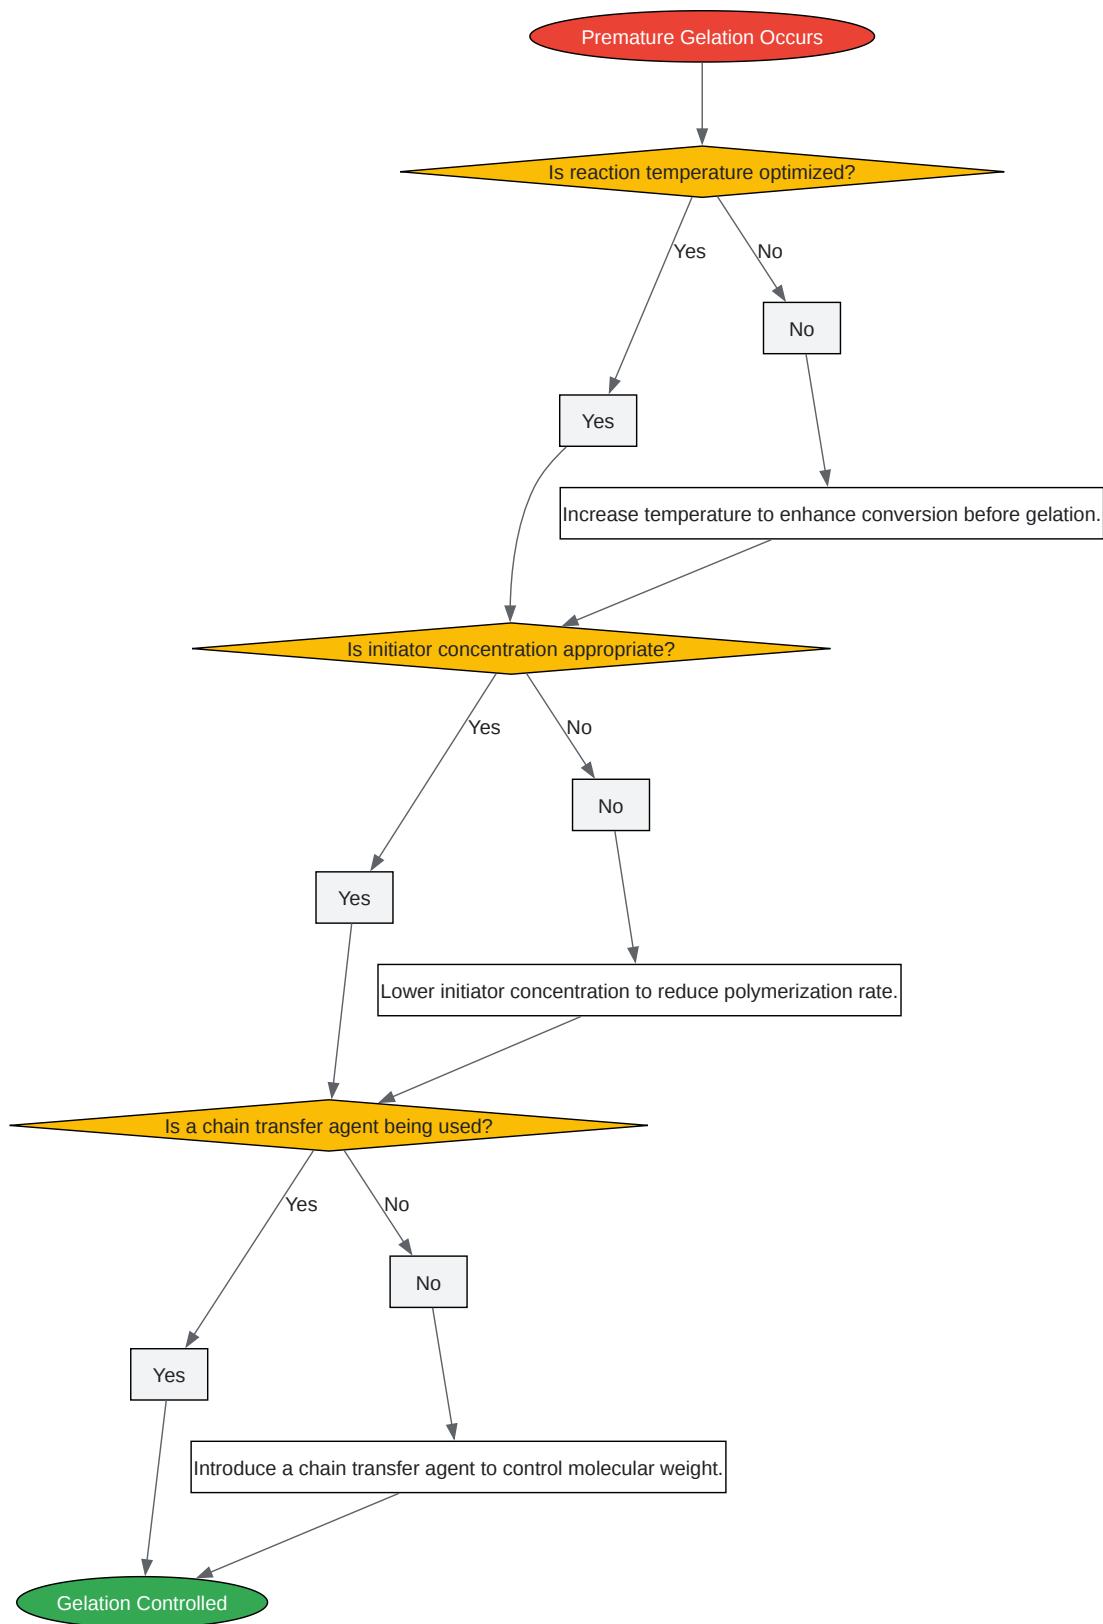 Premature Gelation Occurs
Is reaction temperature optimized?
Yes
No
No
Yes
Increase temperature to enhance conversion before gelation.
Is initiator concentration appropriate?
Yes
No
No
Yes
Lower initiator concentration to reduce polymerization rate.
Is a chain transfer agent being used?
Yes
No
No
Yes
Introduce a chain transfer agent to control molecular weight.
Gelation Controlled